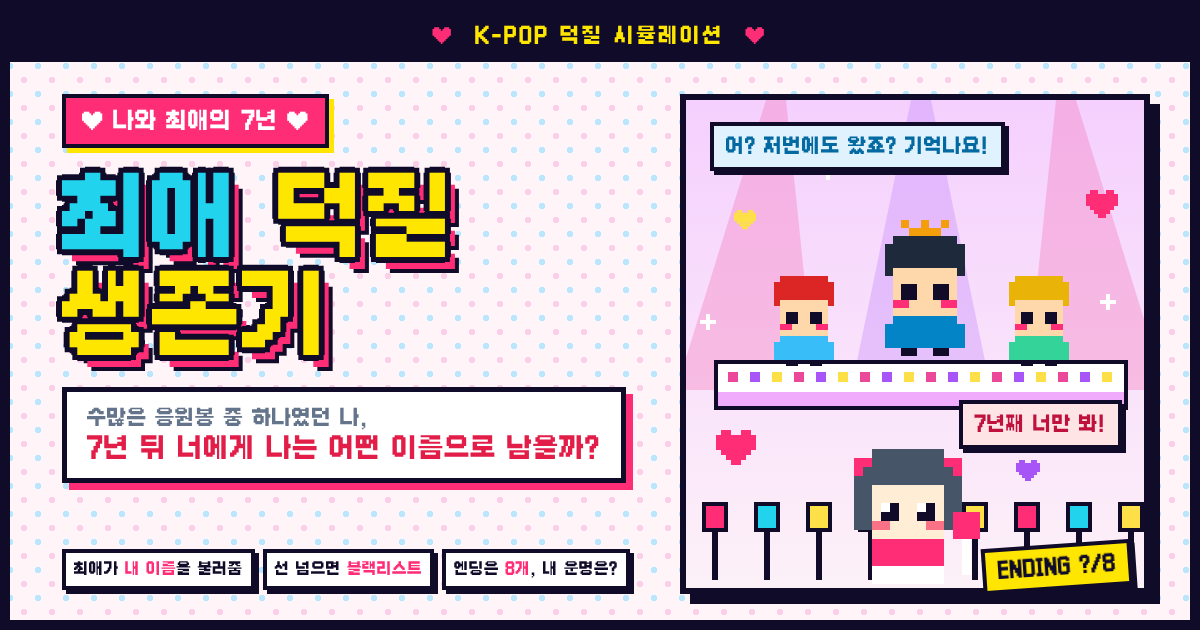 K-POP 덕질 시뮬레이션
나와 최애의 7년
최애 덕질
생존기
수많은 응원봉 중 하나였던 나,
7년 뒤 너에게 나는 어떤 이름으로 남을까?
최애가 내 이름을 불러줌
선 넘으면 블랙리스트
엔딩은 8개, 내 운명은?
어? 저번에도 왔죠? 기억나요!
7년째 너만 봐!
ENDING ?/8